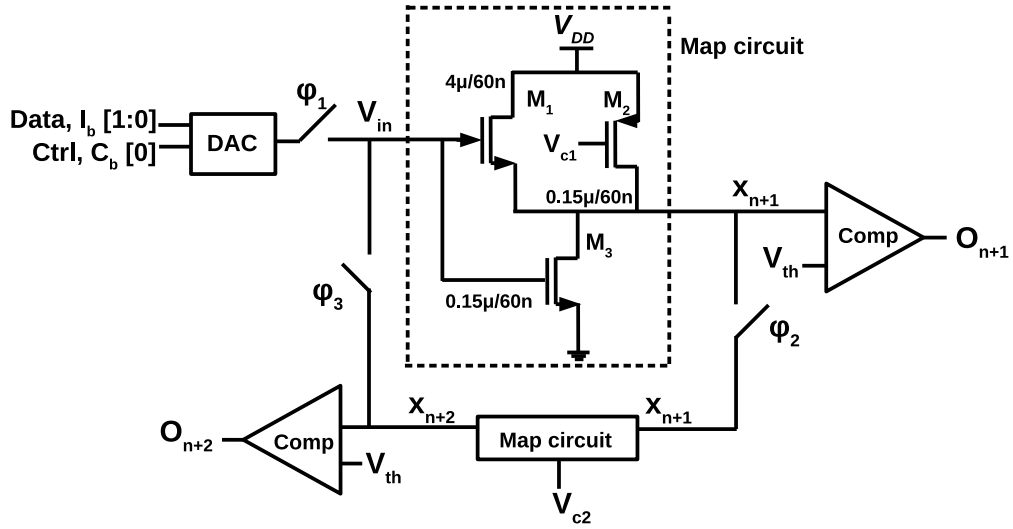 V_DD
Map circuit
4μ/60n
M_1
M_2
φ_1
V_in
Data, I_b [1:0]
Ctrl, C_b [0]
DAC
V_c1
0.15μ/60n
x_n+1
Comp
O_n+1
V_th
M_3
0.15μ/60n
φ_3
φ_2
x_n+2
x_n+1
O_n+2
Comp
Map circuit
V_th
V_c2